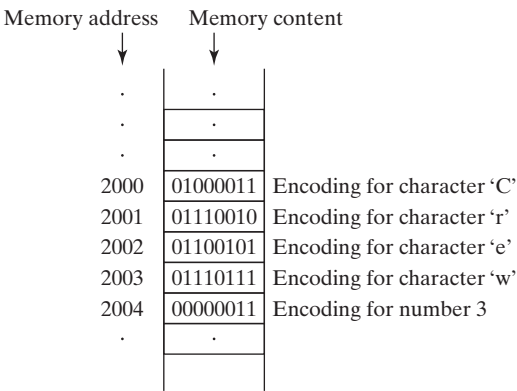 Memory address Memory content
.   .
.   .
.   .
2000 01000011 Encoding for character ‘C’
2001 01110010 Encoding for character ‘r’
2002 01100101 Encoding for character ‘e’
2003 01110111 Encoding for character ‘w’
2004 00000011 Encoding for number 3
.   .